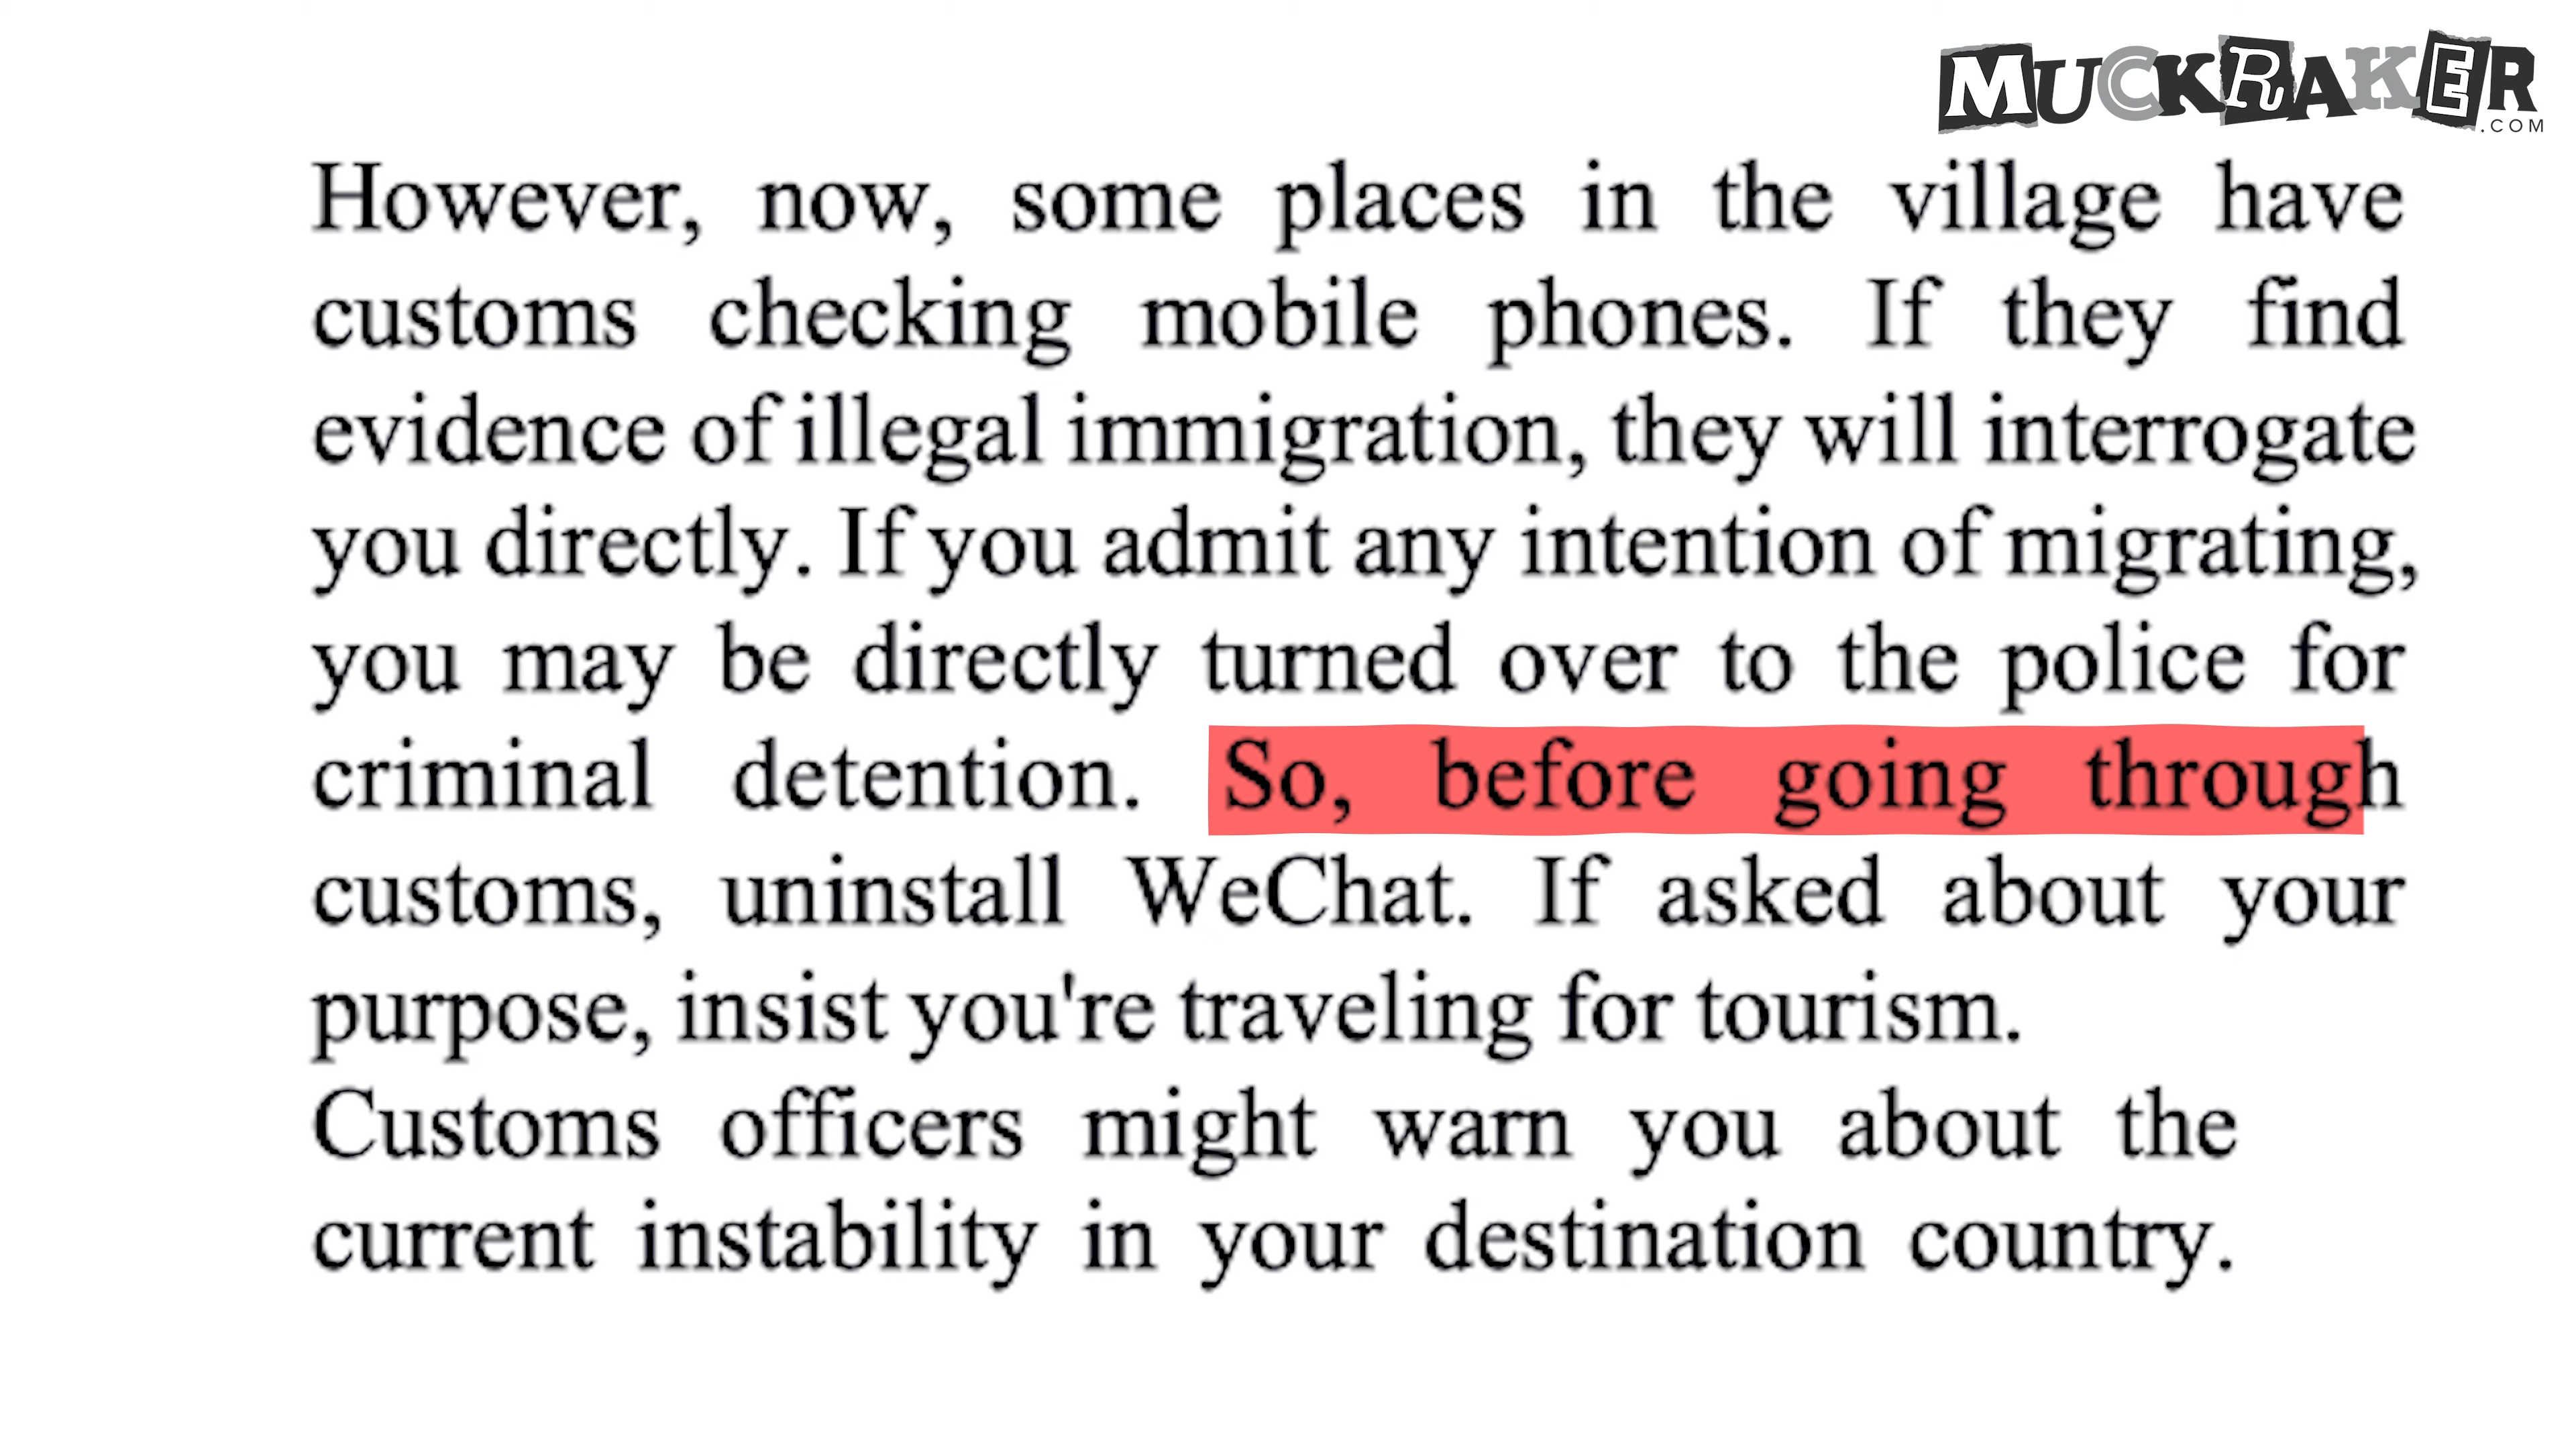 MUCKRAKER
.COM
However, now, some places in the village have
customs checking mobile phones. If they find
evidence of illegal immigration, they will interrogate
you directly. If you admit any intention of migrating,
you may be directly turned over to the police for
criminal detention. So, before going through
customs, uninstall WeChat. If asked about your
purpose, insist you're traveling for tourism.
Customs officers might warn you about the
current instability in your destination country.